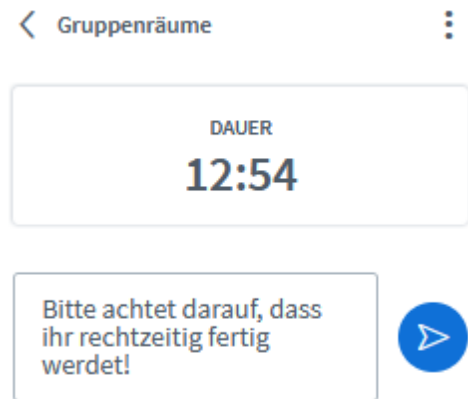 Gruppenräume
DAUER
12:54
Bitte achtet darauf, dass
ihr rechtzeitig fertig
werdet!